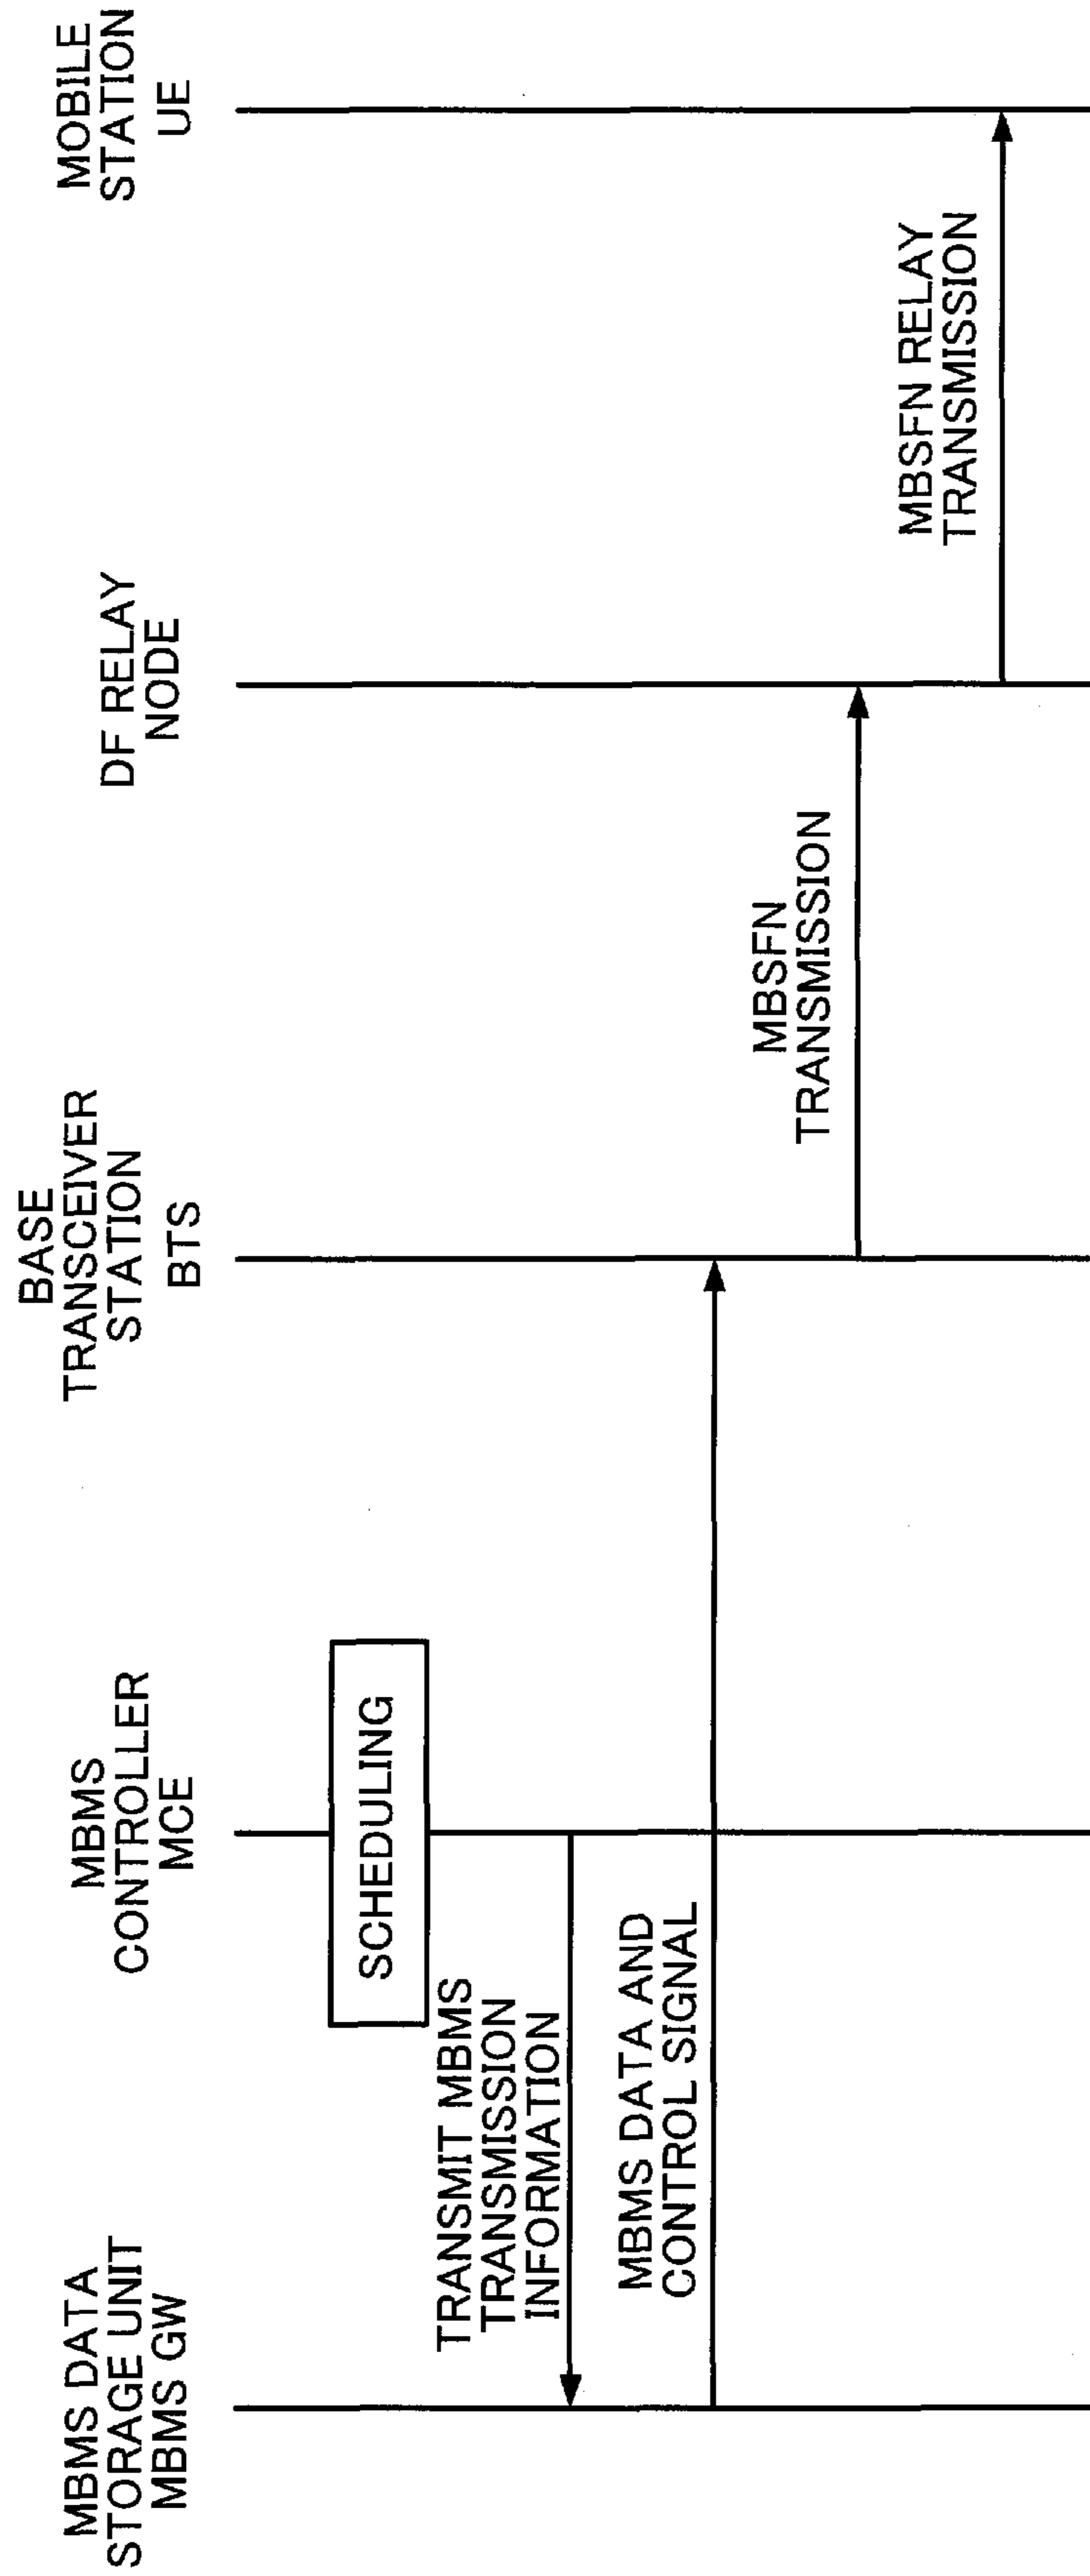 MBMS DATA
STORAGE UNIT
MBMS GW
MBMS
CONTROLLER
MCE
BASE
TRANSCEIVER
STATION
BTS
DF RELAY
NODE
MOBILE
STATION
UE
SCHEDULING
TRANSMIT MBMS
TRANSMISSION
INFORMATION
MBMS DATA AND
CONTROL SIGNAL
MBSFN
TRANSMISSION
MBSFN RELAY
TRANSMISSION